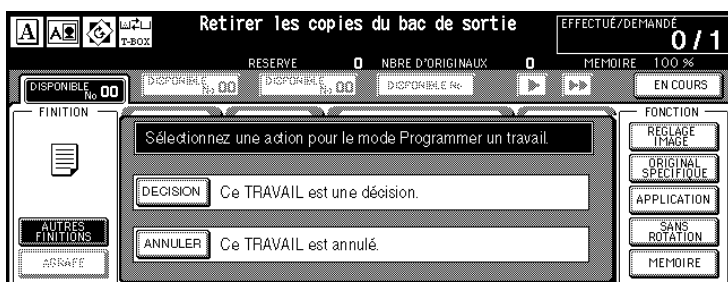 A A T-BOX Retirer les copies du bac de sortie EFFECTUÉ/DEMANDÉ
0 / 1
RESERVE 0 NBRE D'ORIGINAUX 0 MEMOIRE 100 %
DISPONIBLE No 00 DISPONIBLE No 00 DISPONIBLE No 00 DISPONIBLE No EN COURS
FINITION
Sélectionnez une action pour le mode Programmer un travail.
DECISION Ce TRAVAIL est une décision.
ANNULER Ce TRAVAIL est annulé.
AUTRES
FINITIONS
AGRAFE
FONCTION
REGLAGE
IMAGE
ORIGINAL
SPECIFIQUE
APPLICATION
SANS
ROTATION
MEMOIRE